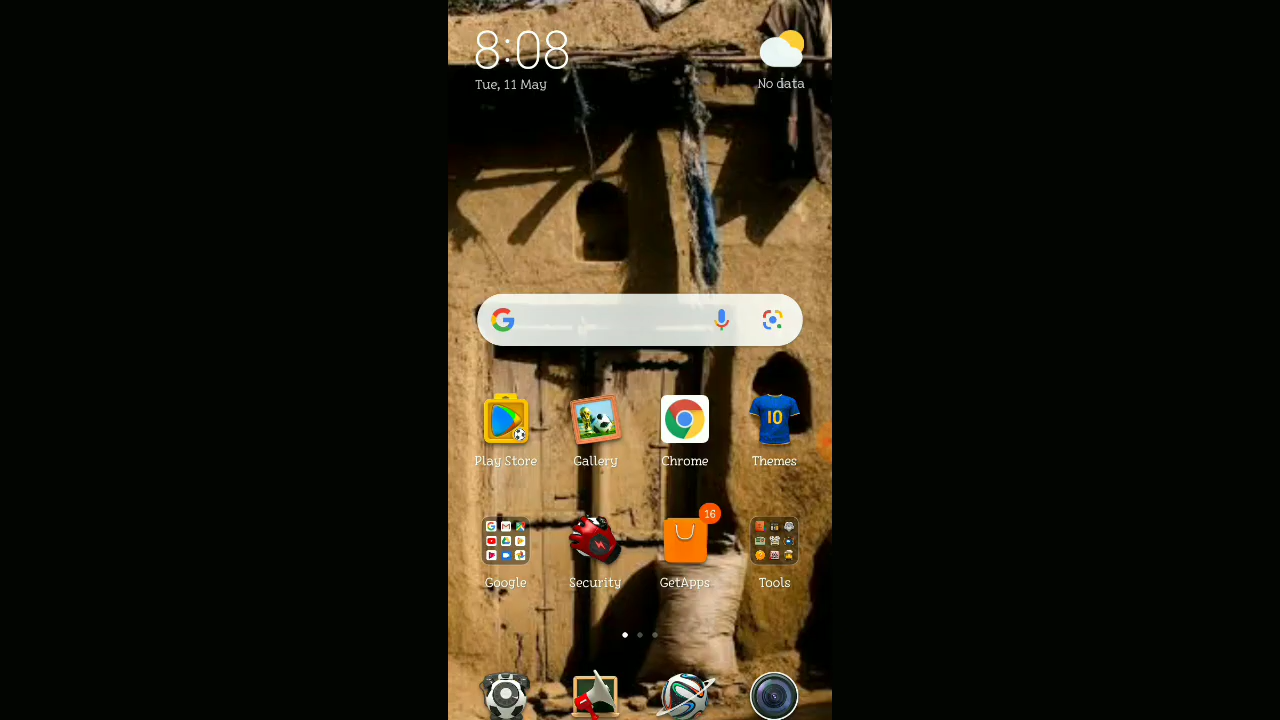 8:08
Tue, 11 May
No data
Play Store
Gallery
Chrome
10
Themes
16
Google
Security
GetApps
Tools